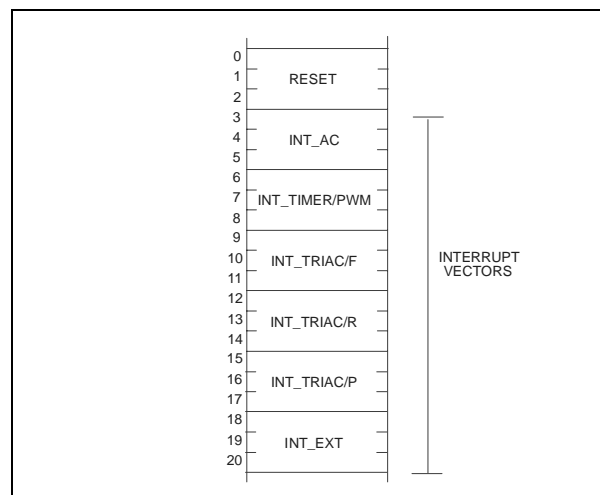 0
1 RESET
2
3
4 INT_AC
5
6
7 INT_TIMER/PWM
8
9
10 INT_TRIAC/F
11
12
13 INT_TRIAC/R
14
15
16 INT_TRIAC/P
17
18
19 INT_EXT
20
INTERRUPT
VECTORS